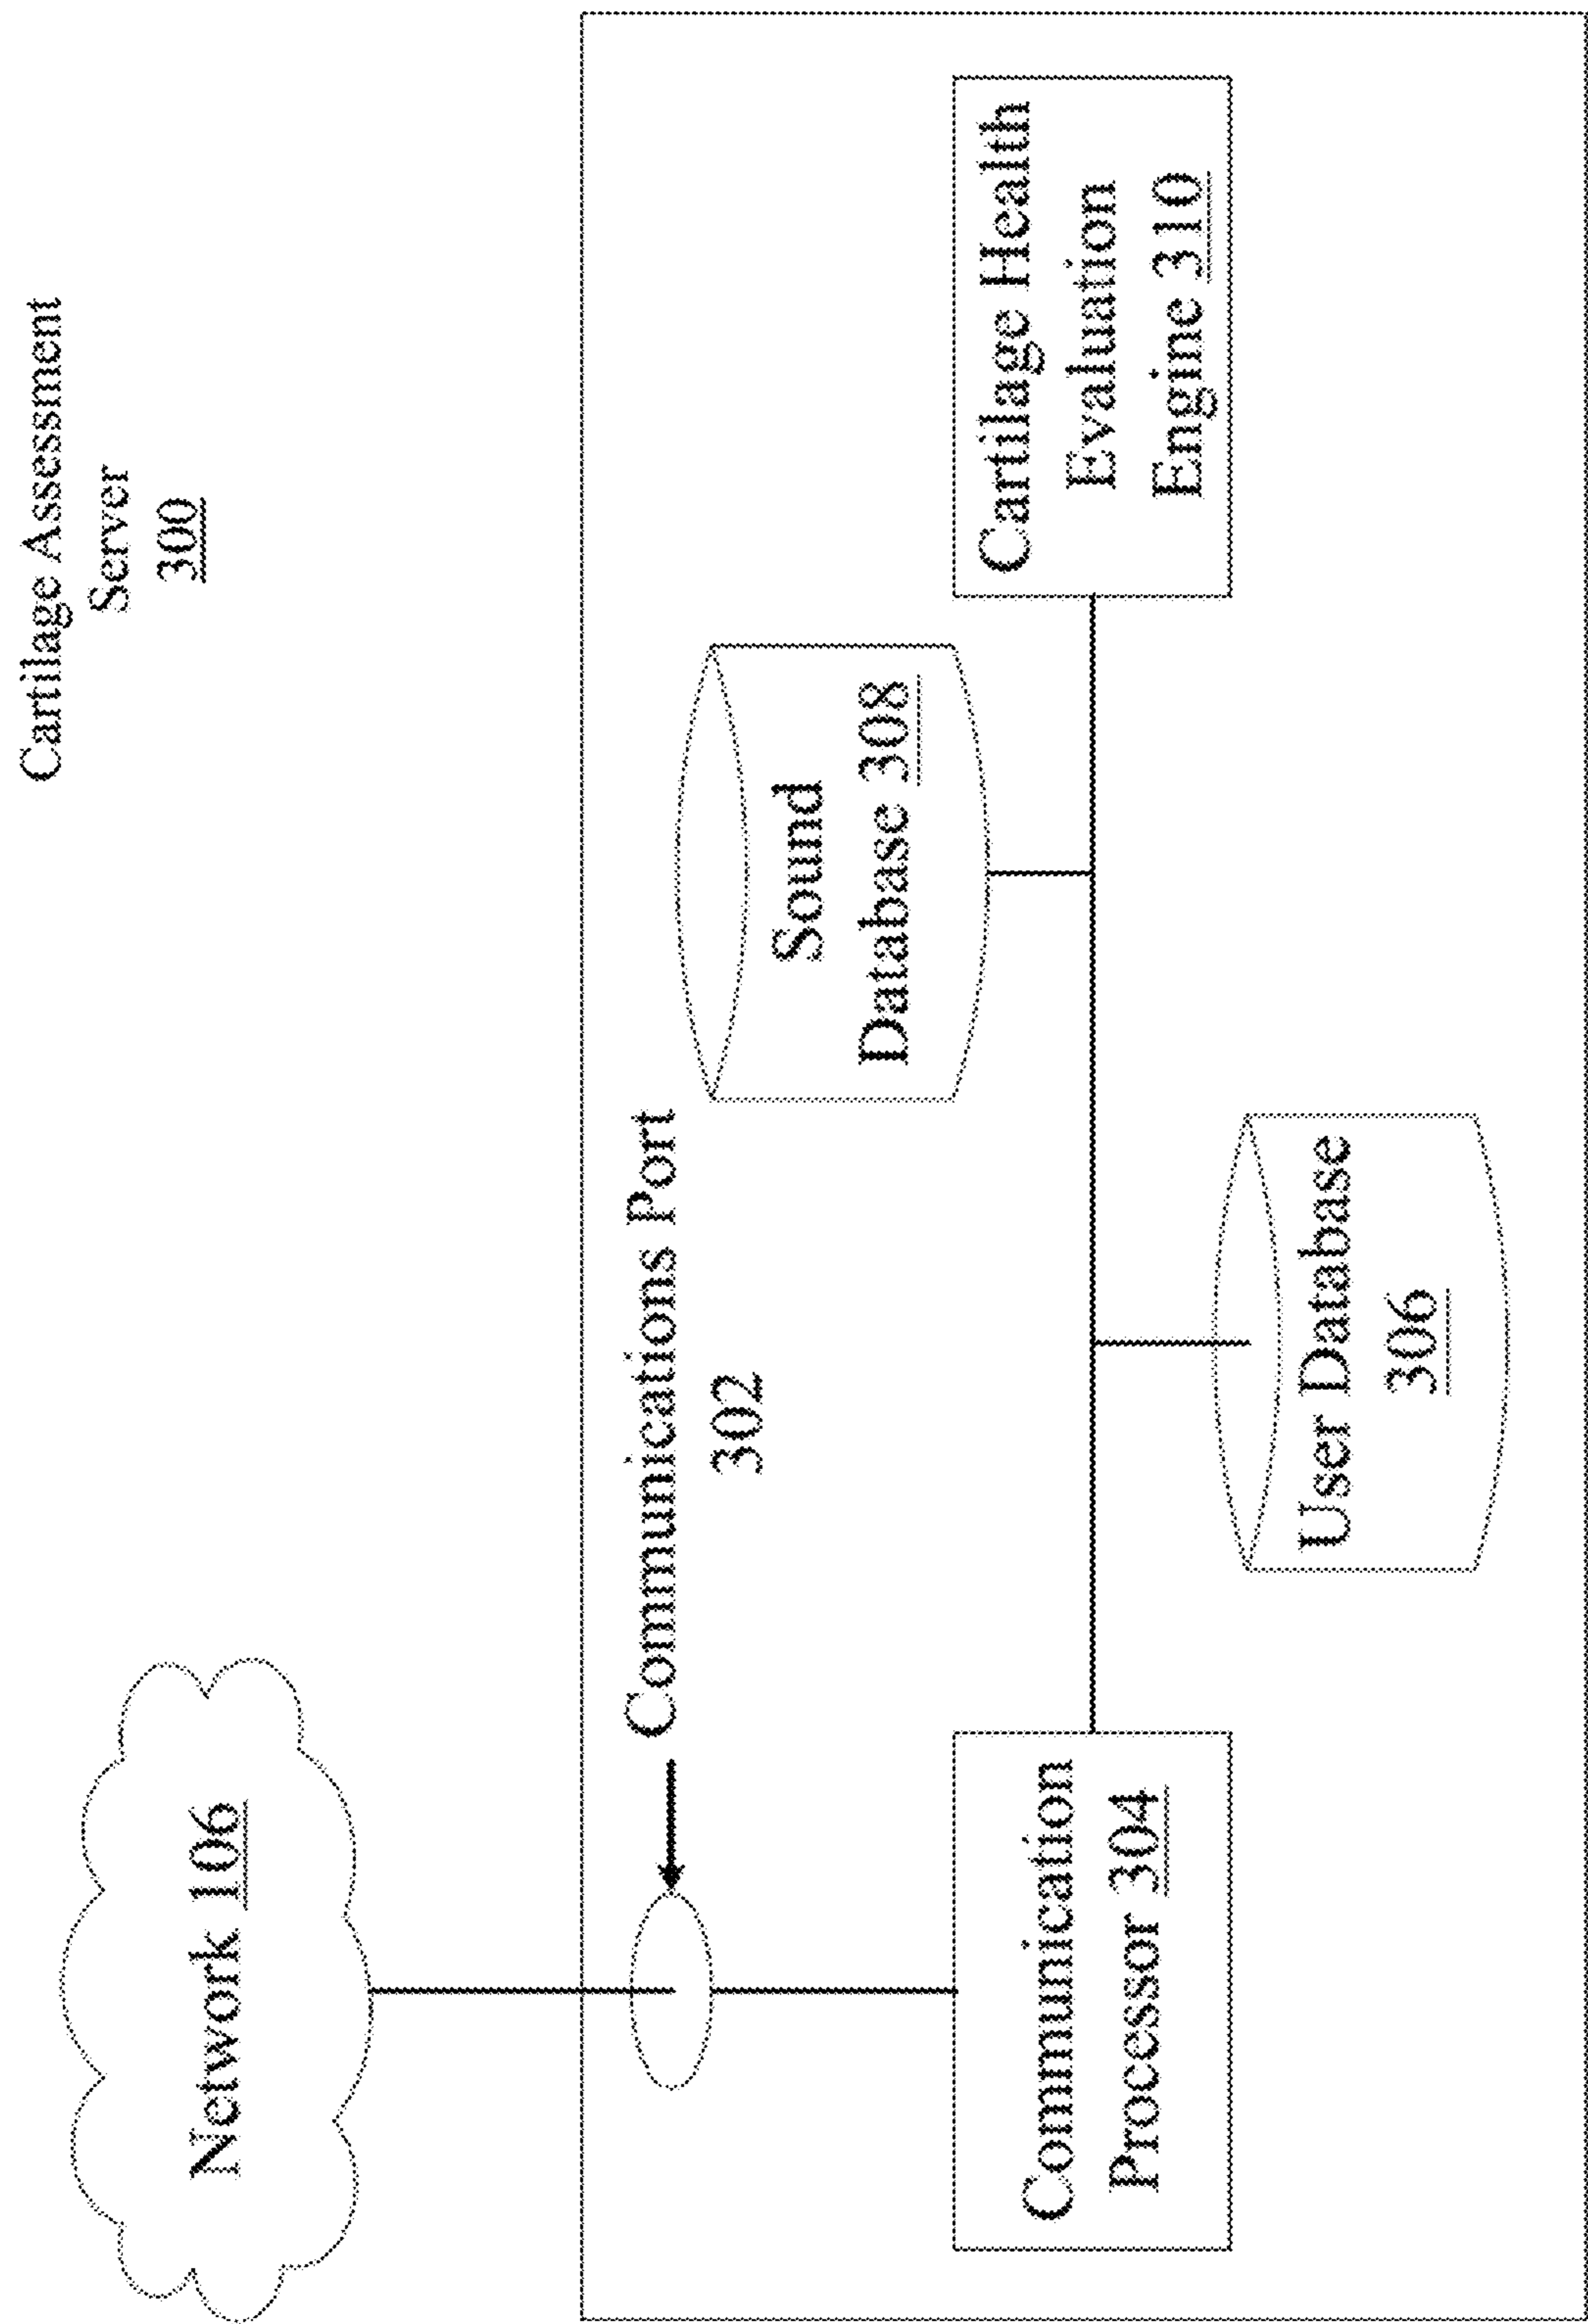 Cartilage Assessment
Server
300
Network 106
Communications Port
302
Sound
Database 308
Communication
Processor 304
Cartilage Health
Evaluation
Engine 310
User Database
306